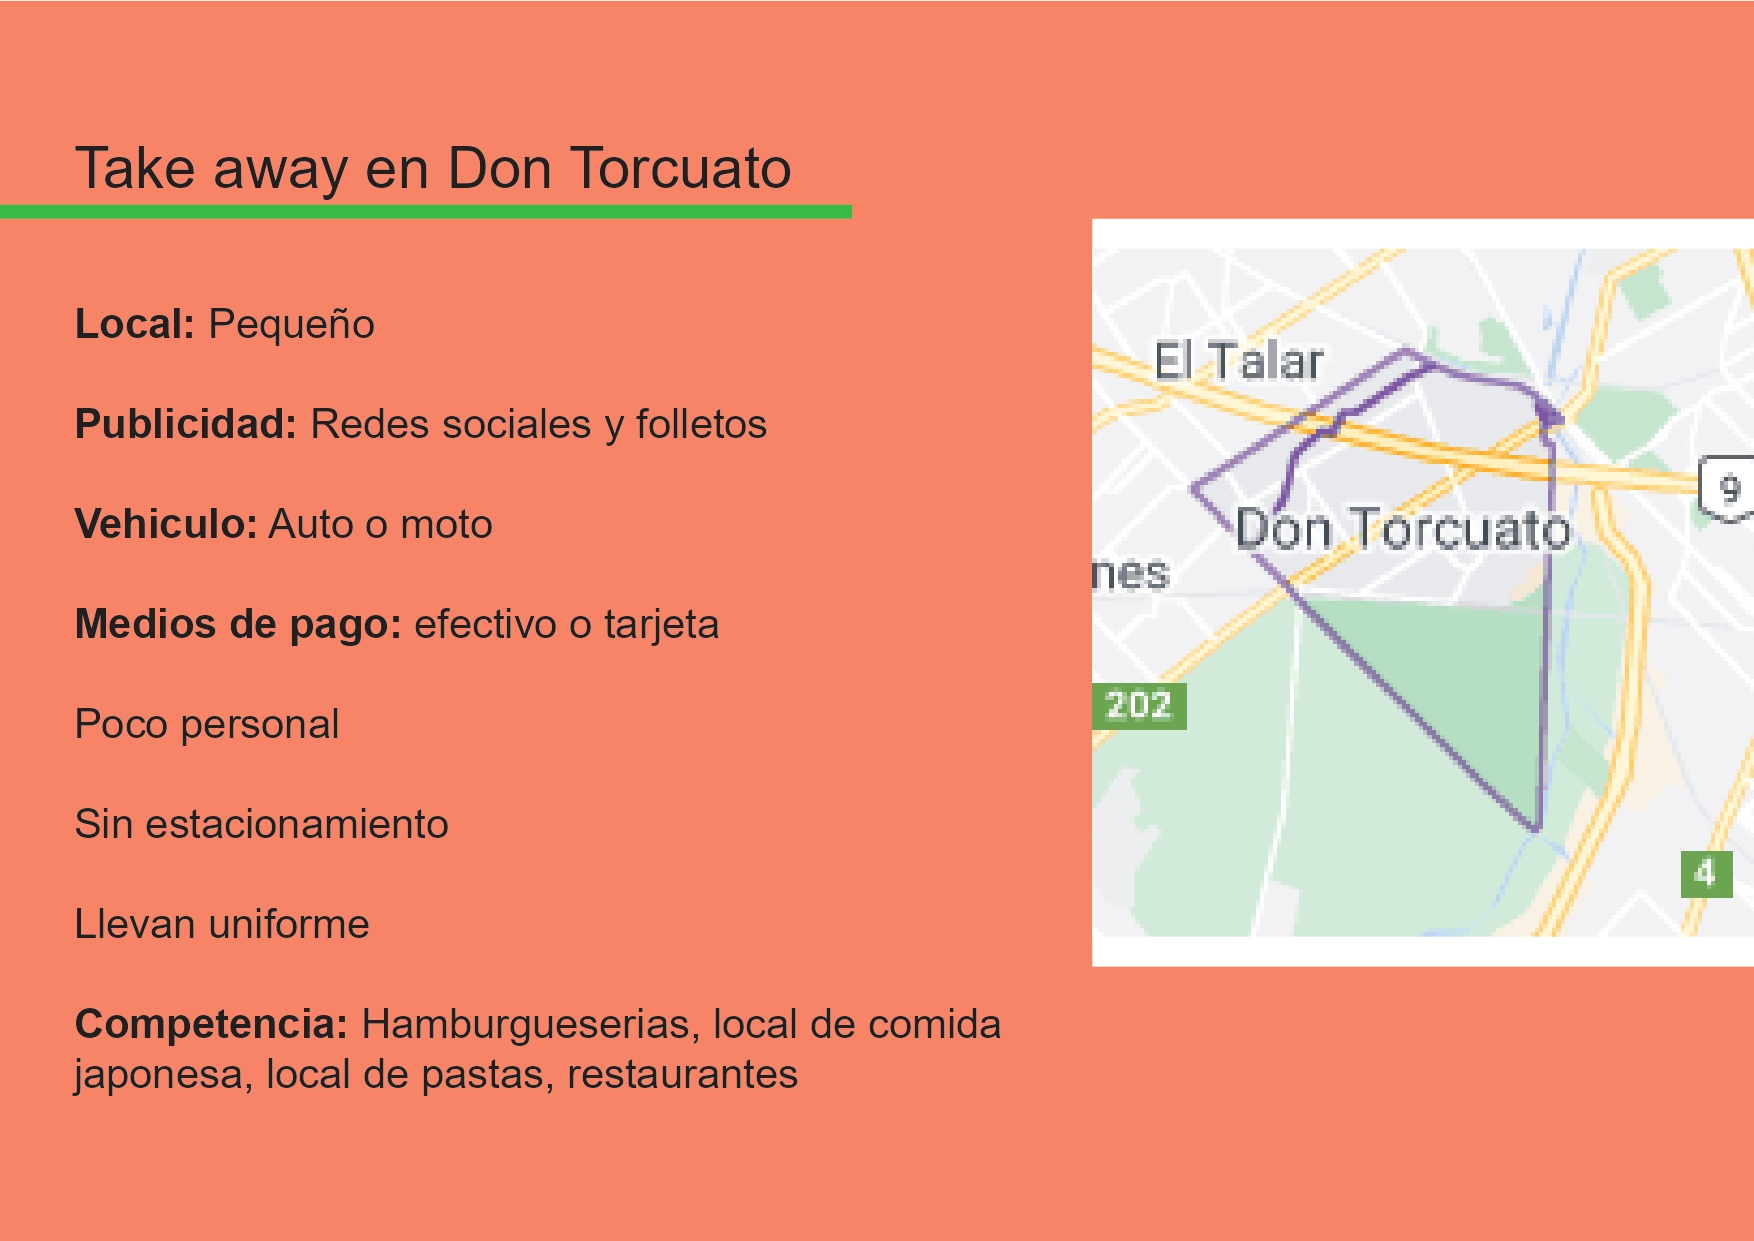 Take away en Don Torcuato
Local: Pequeño
Publicidad: Redes sociales y folletos
Vehiculo: Auto o moto
Medios de pago: efectivo o tarjeta
Poco personal
Sin estacionamiento
Llevan uniforme
Competencia: Hamburgueserias, local de comida
japonesa, local de pastas, restaurantes
El Talar
9
Don Torcuato
nes
202
4